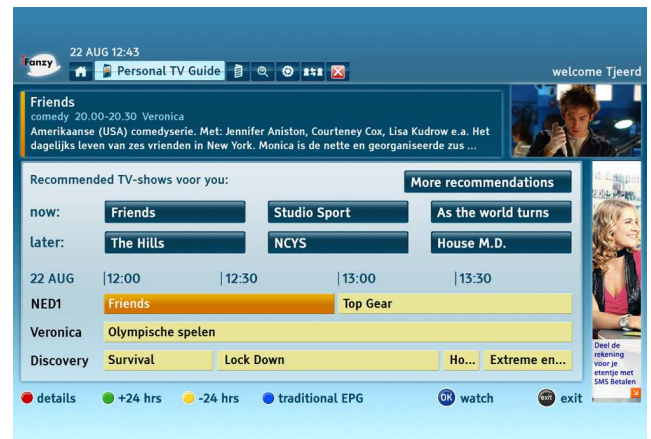 22 AUG 12:43
iFanzy
Personal TV Guide
welcome Tjeerd
Friends
comedy 20.00-20.30 Veronica
Amerikaanse (USA) comedyserie. Met: Jennifer Aniston, Courteney Cox, Lisa Kudrow e.a. Het
dagelijks leven van zes vrienden in New York. Monica is de nette en georganiseerde zus ...
Recommended TV-shows voor you:
More recommendations
now: Friends Studio Sport As the world turns
later: The Hills NCYS House M.D.
22 AUG |12:00 |12:30 |13:00 |13:30
NED1 Friends Top Gear
Veronica Olympische spelen
Discovery Survival Lock Down Ho... Extreme en...
Deel de
rekening
voor je
etentje met
SMS Betalen
details +24 hrs -24 hrs traditional EPG OK watch exit exit